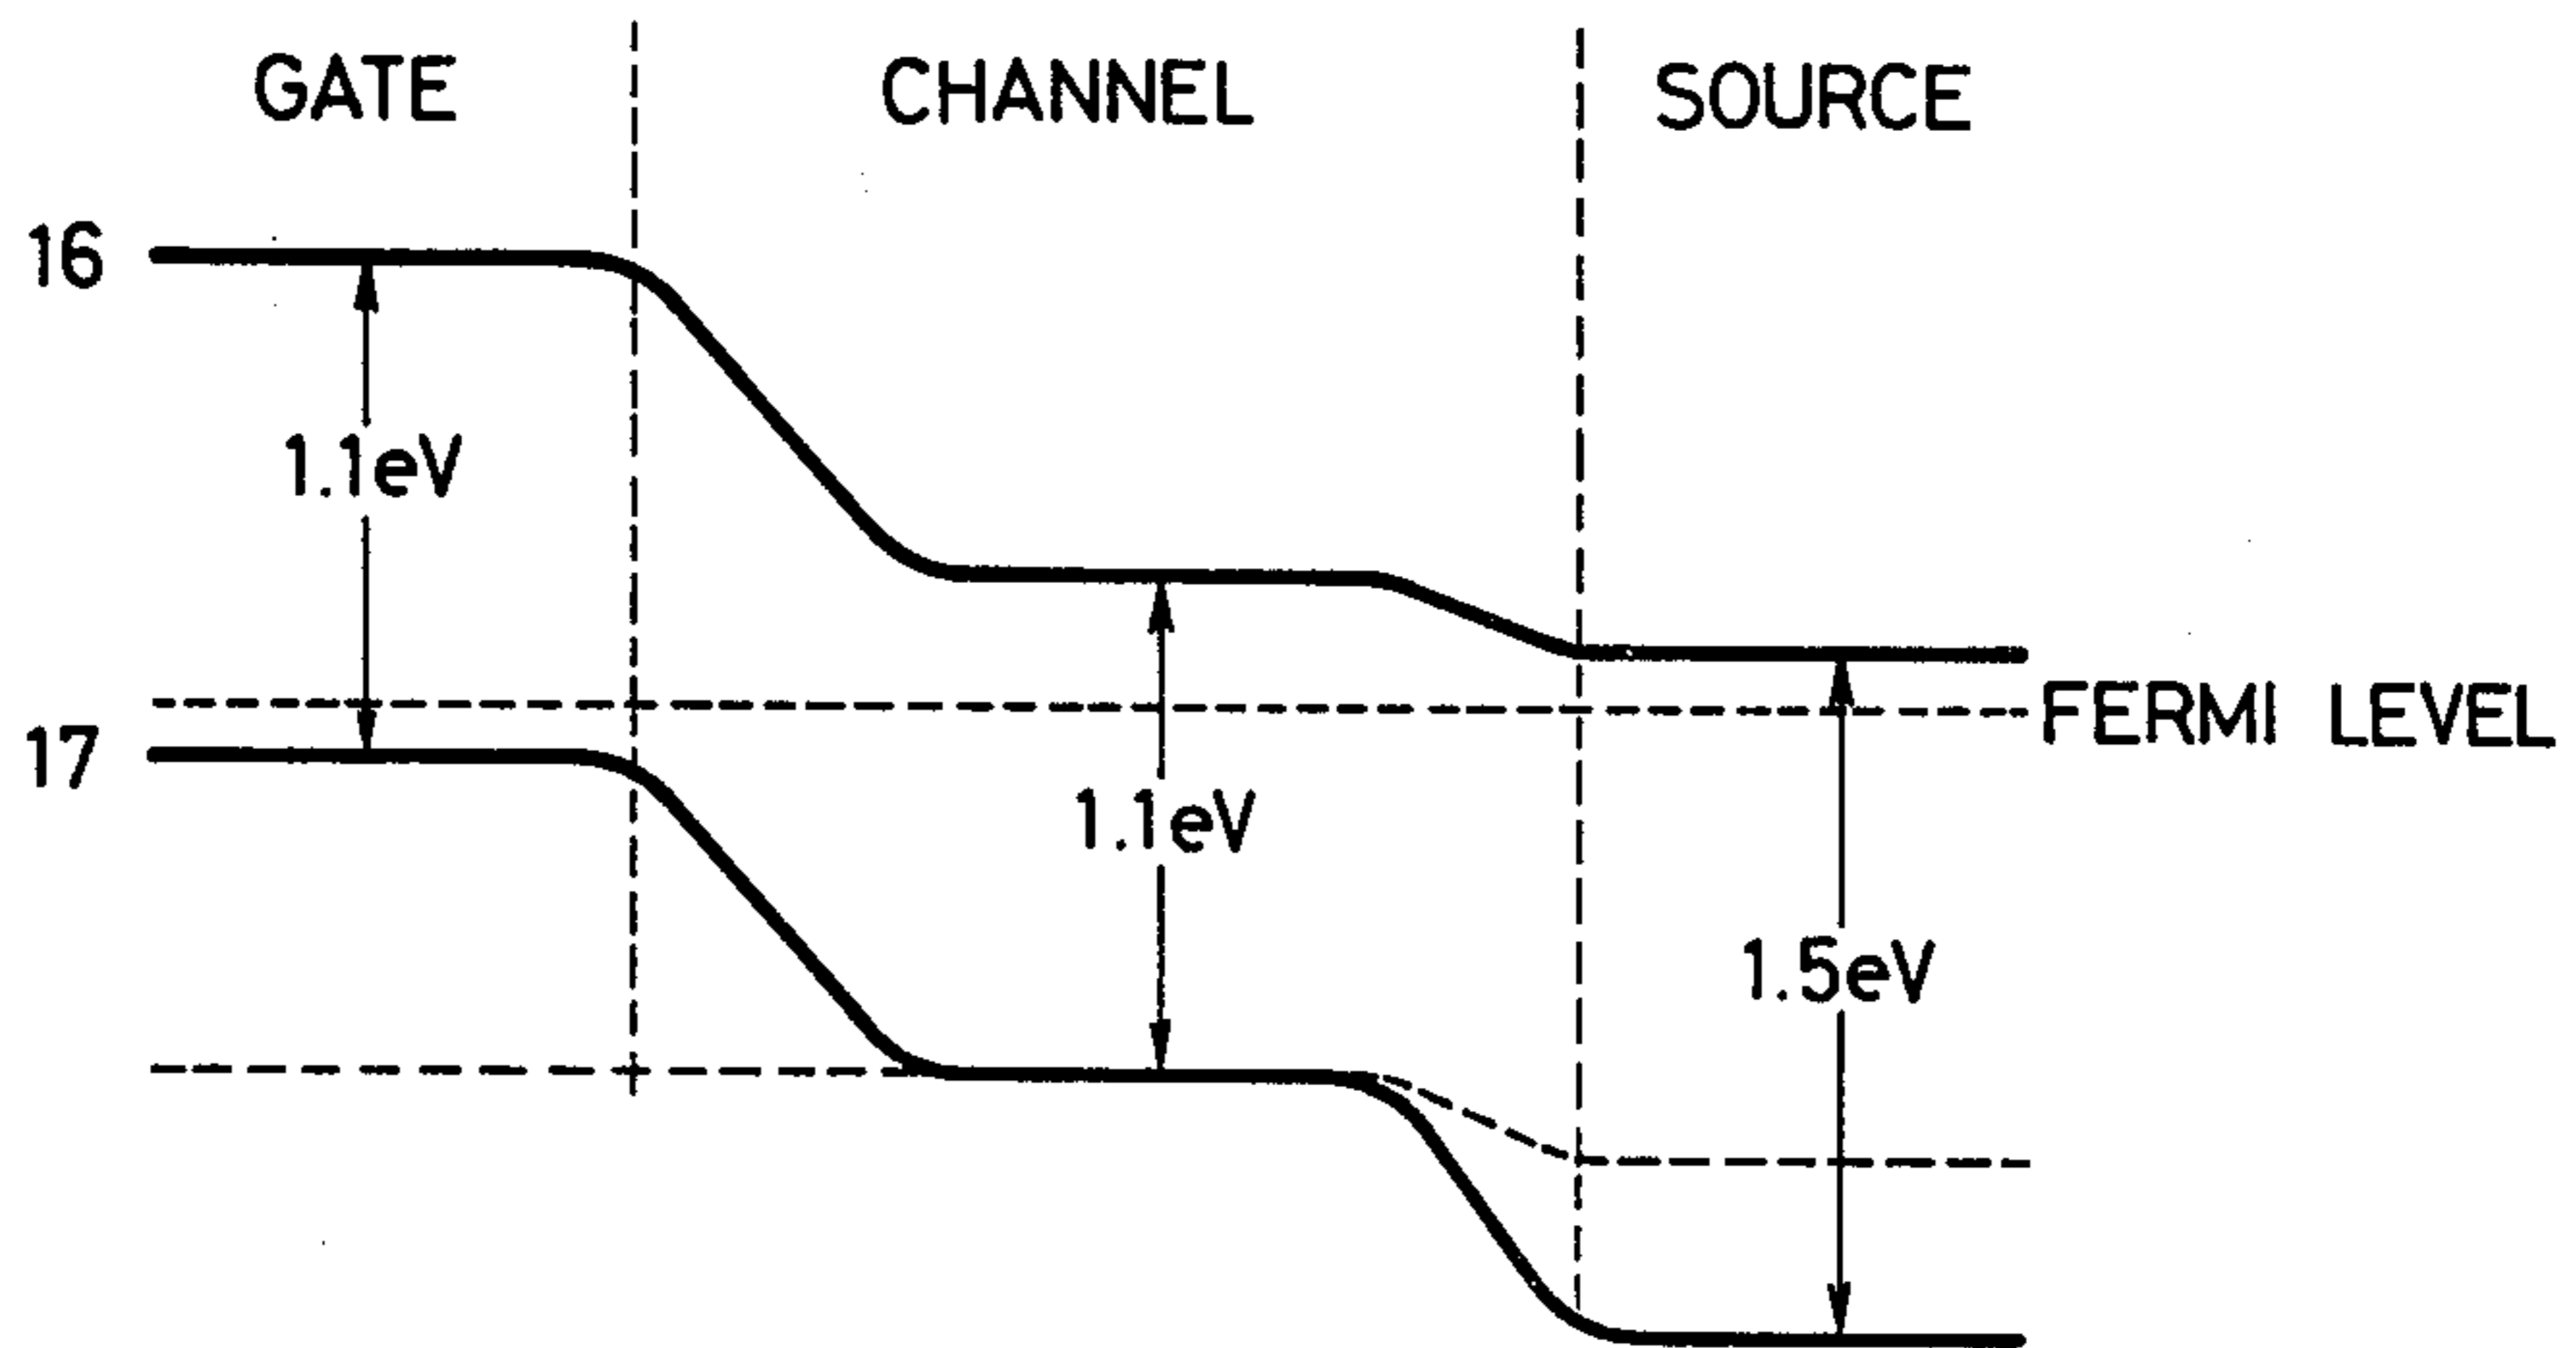 GATE CHANNEL SOURCE
16
1.1eV
FERMI LEVEL
17
1.1eV
1.5eV